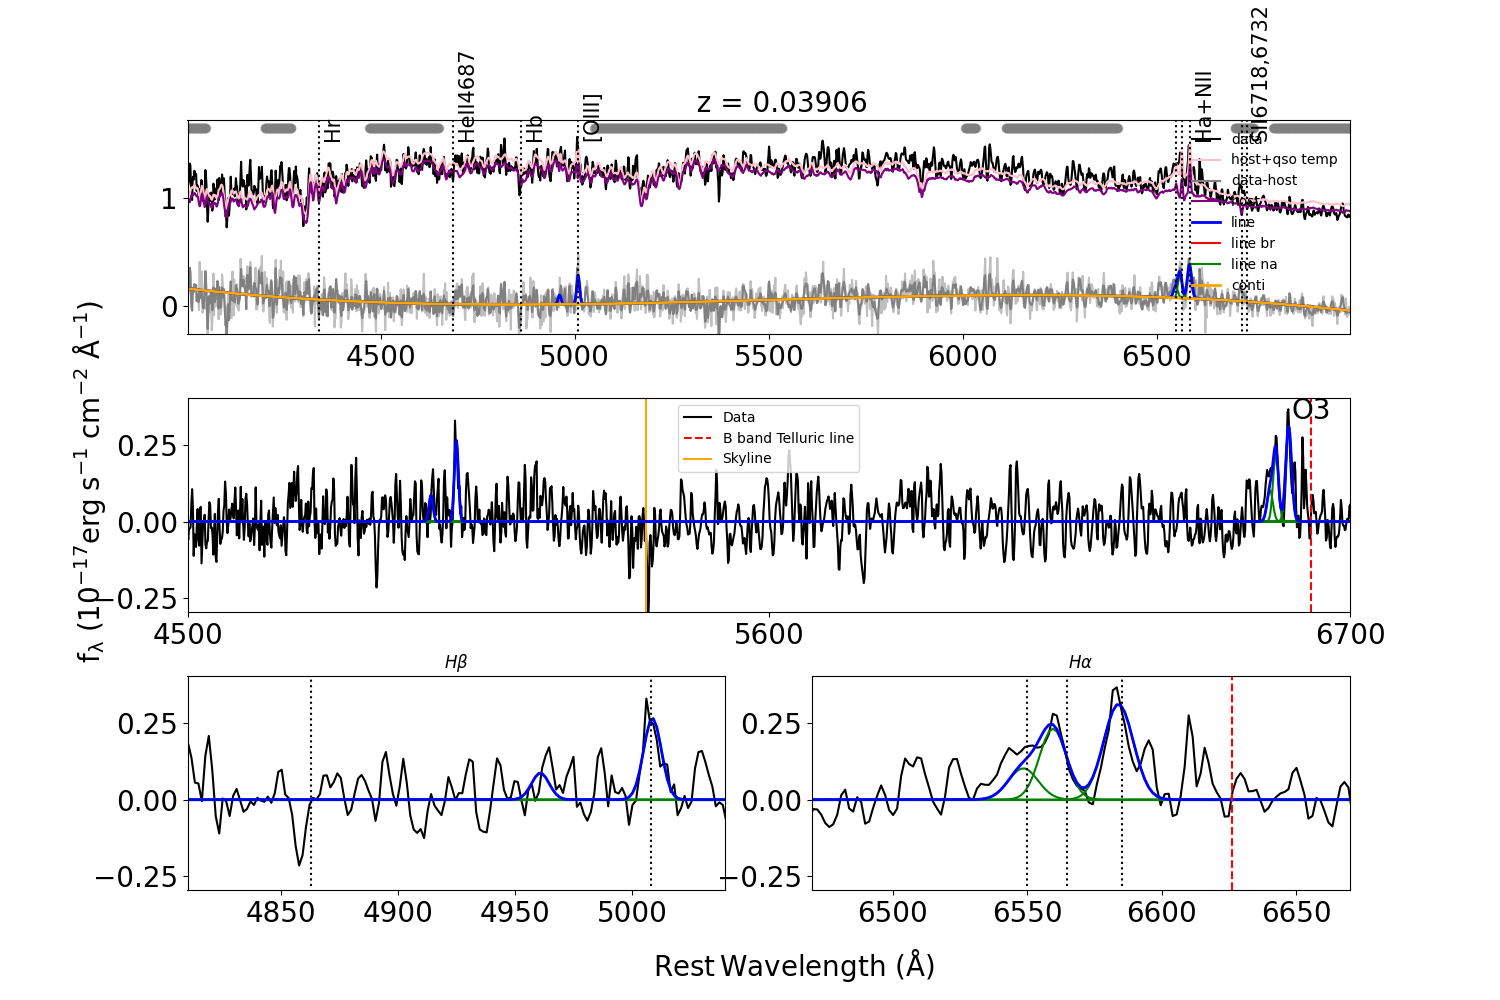 z = 0.03906
Hr
HeII4687
Hb
[OIII]
Ha+NII
SII6718,6732
data
host+qso temp
data-host
host
line
line br
line na
conti
1
0
4500
5000
5500
6000
6500
f_λ (10^−17 erg s^−1 cm^−2 Å^−1)
O3
Data
B band Telluric line
Skyline
0.25
0.00
−0.25
4500
5600
6700
Hβ
0.25
0.00
−0.25
4850
4900
4950
5000
Hα
0.25
0.00
−0.25
6500
6550
6600
6650
Rest Wavelength (Å)